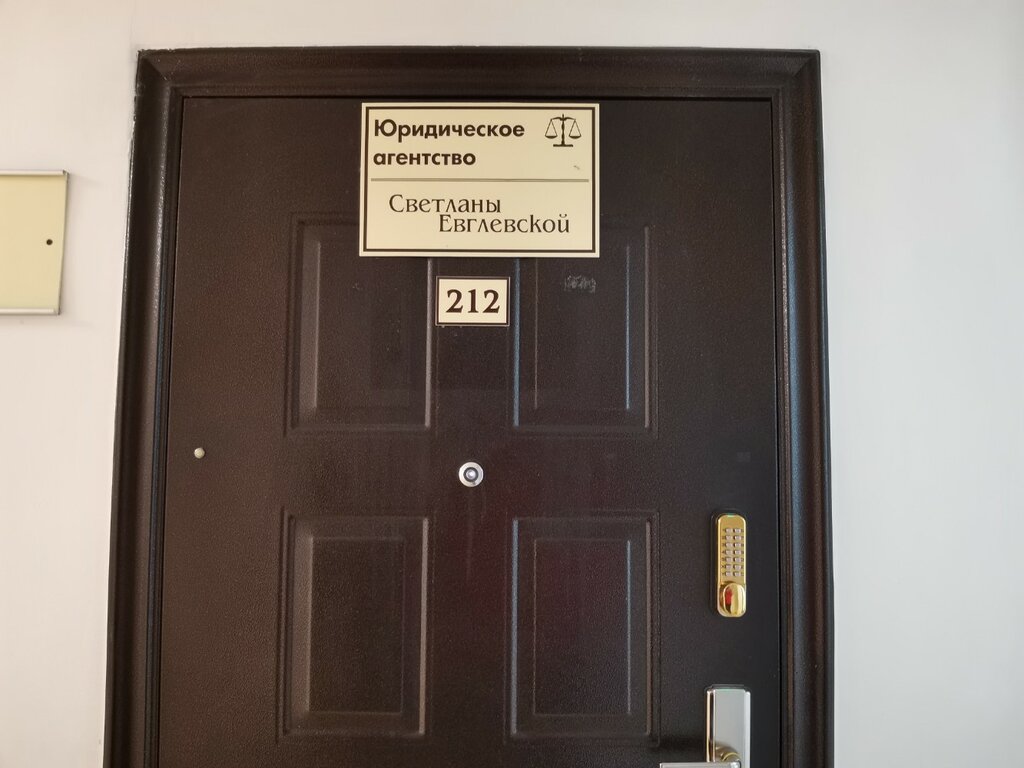 Юридическое
агентство
Светланы
Евглевской
212